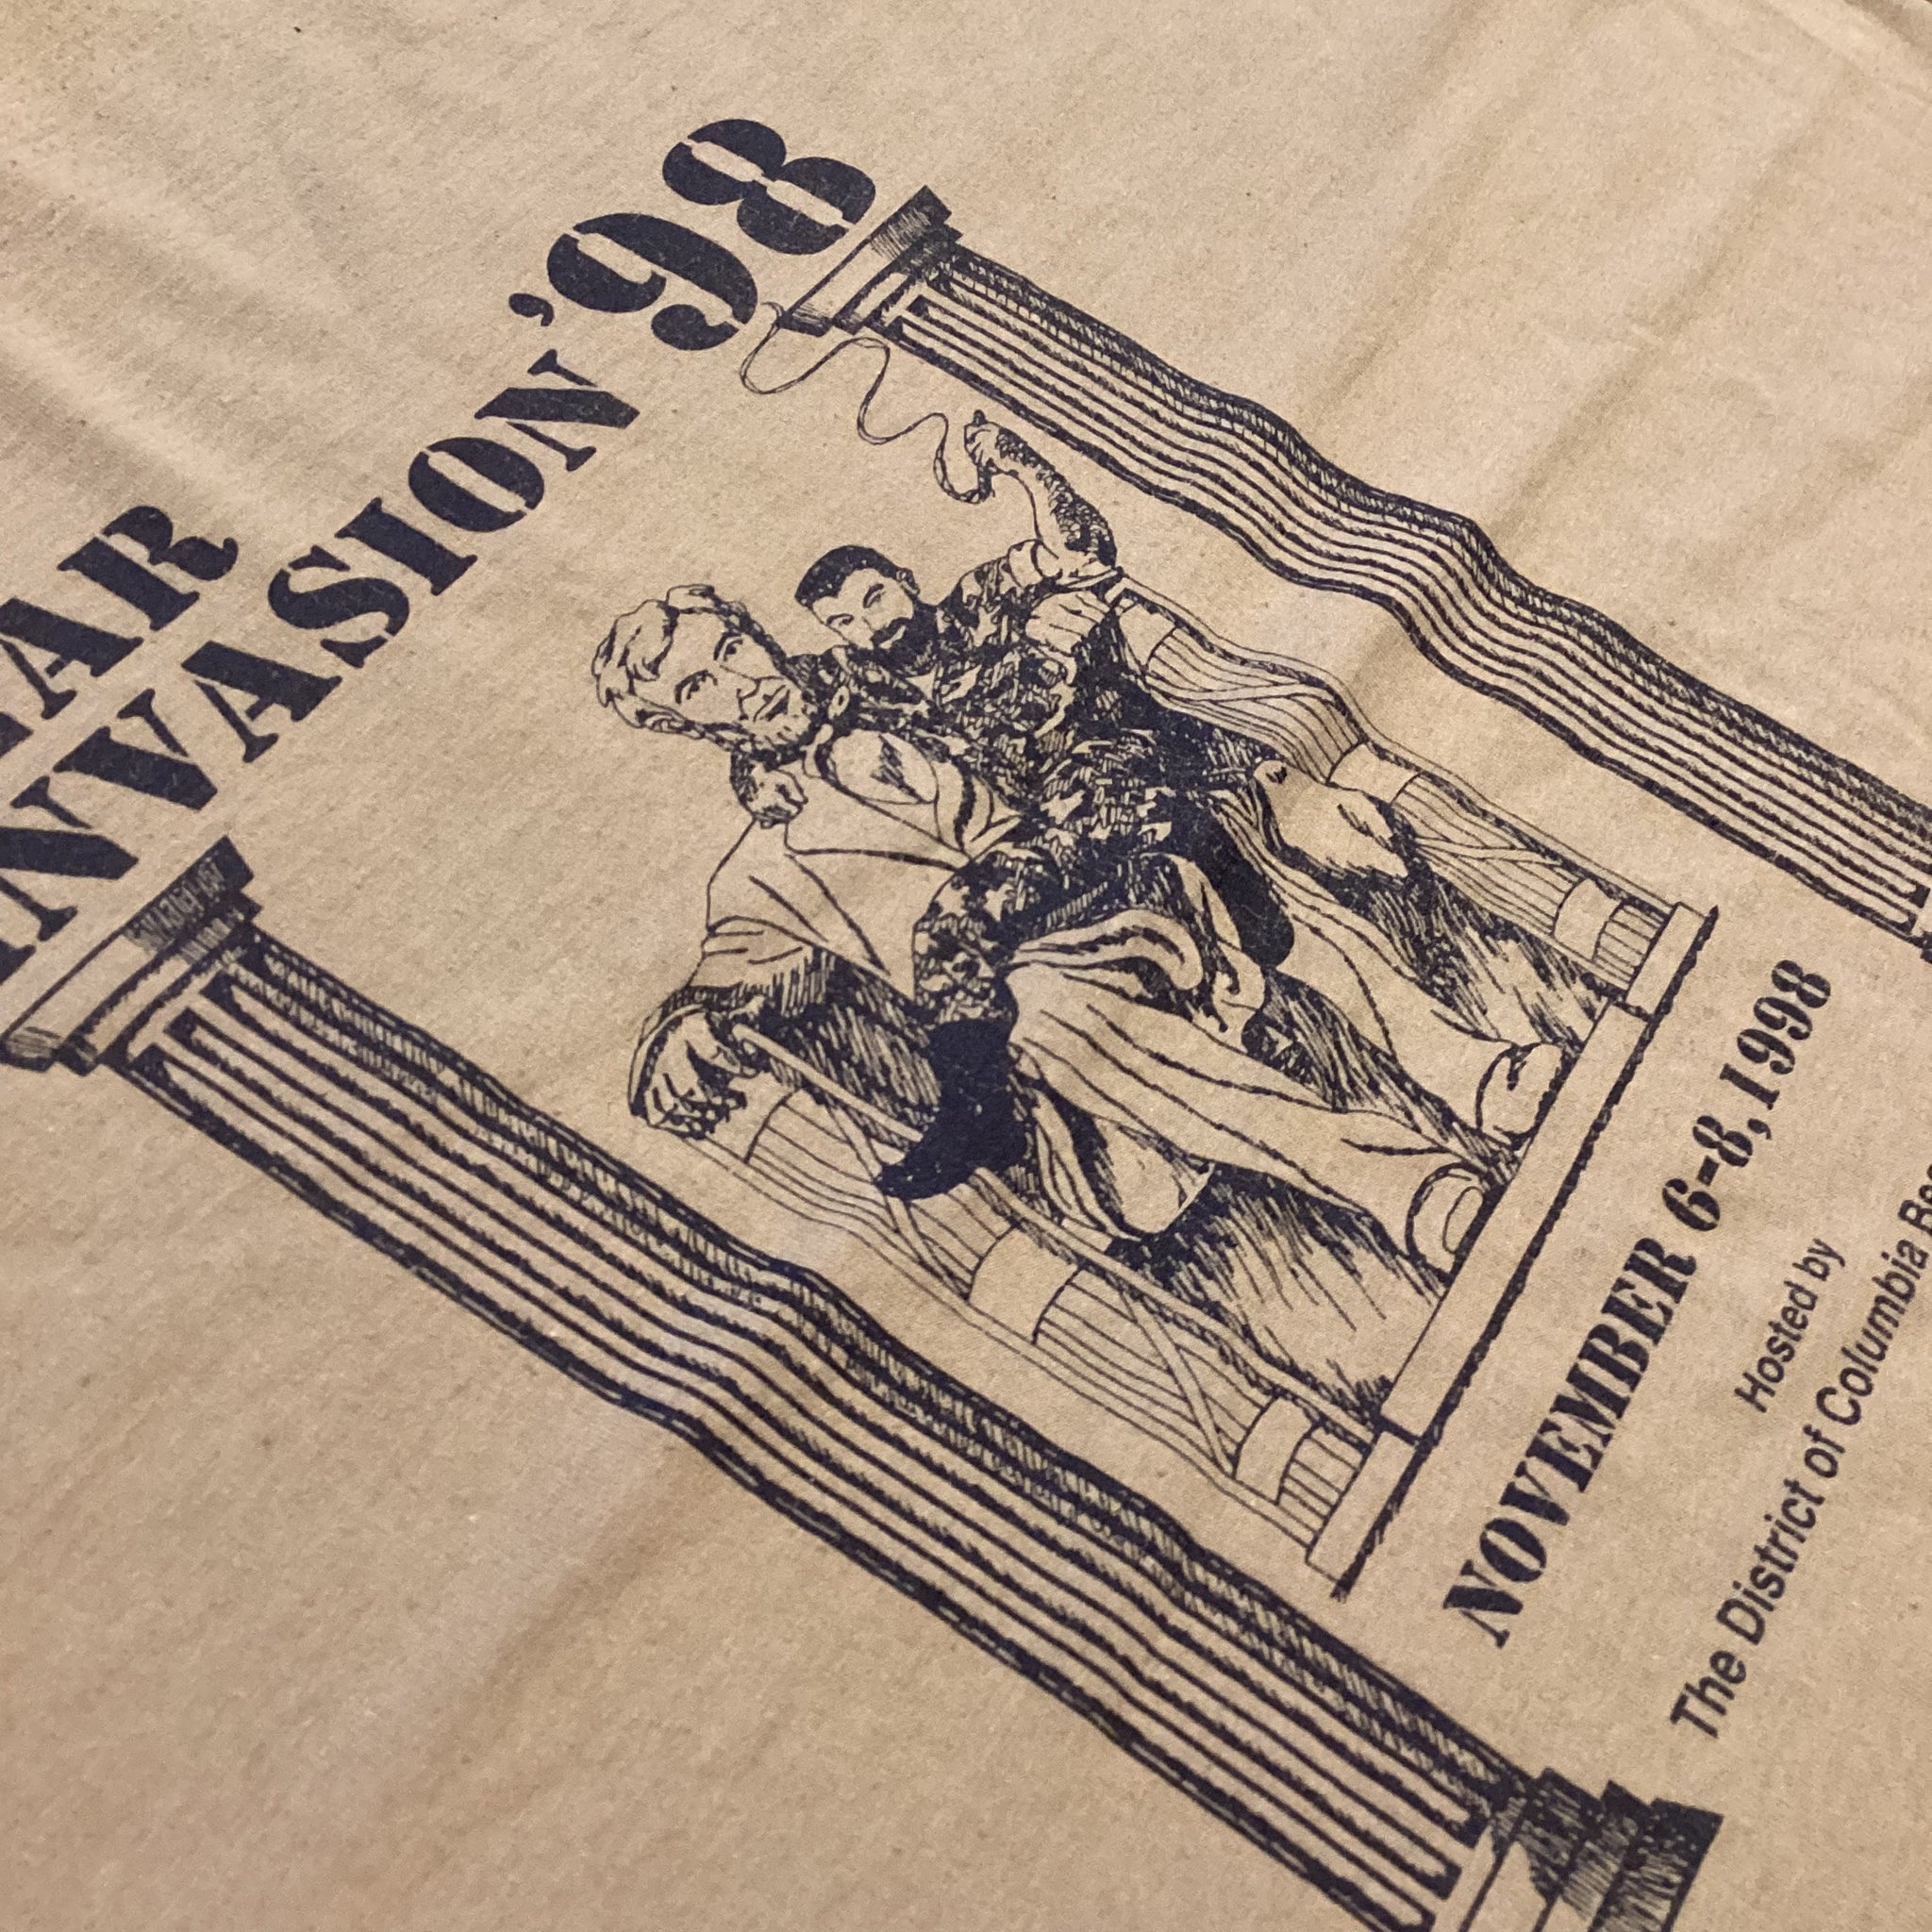 INVASION '98
NOVEMBER 6-8, 1998
Hosted by
The District of Columbia